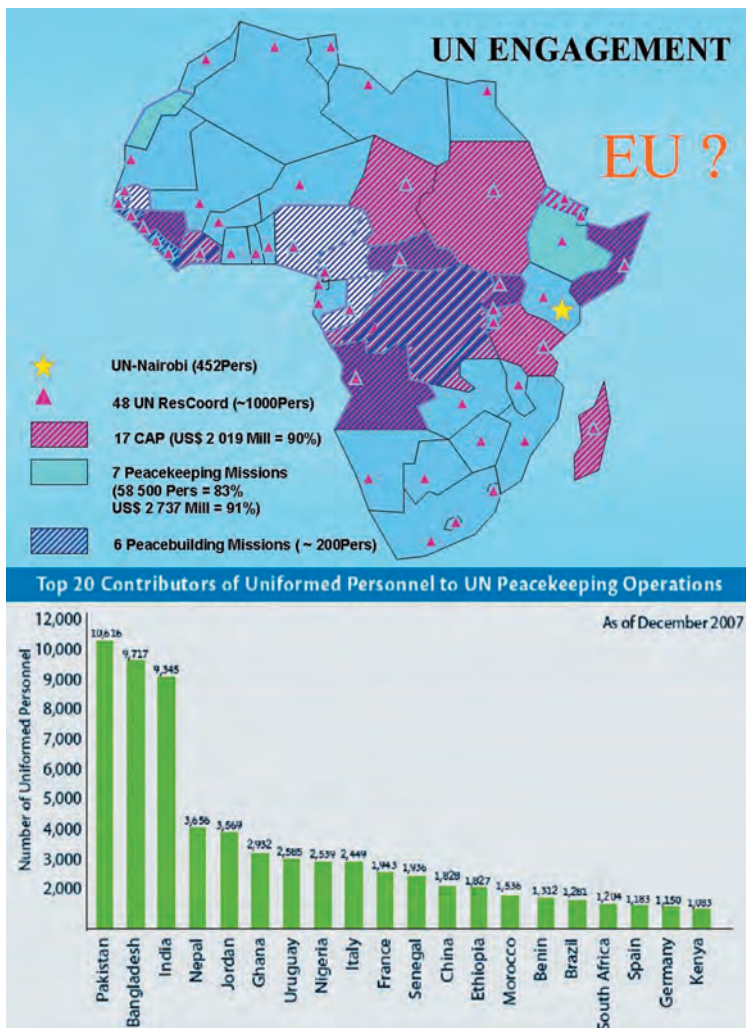 UN ENGAGEMENT
EU ?
UN-Nairobi (452Pers)
48 UN ResCoord (~1000Pers)
17 CAP (US$ 2 019 Mill = 90%)
7 Peacekeeping Missions
(58 500 Pers = 83%
US$ 2 737 Mill = 91%)
6 Peacebuilding Missions ( ~ 200Pers)
Top 20 Contributors of Uniformed Personnel to UN Peacekeeping Operations
As of December 2007
Number of Uniformed Personnel
12,000
10,000
9,000
8,000
7,000
6,000
5,000
4,000
3,000
2,000
10,616
9,717
9,345
3,656
3,569
2,932
2,585
2,539
2,449
1,943
1,936
1,828
1,827
1,536
1,312
1,281
1,204
1,183
1,150
1,083
Pakistan
Bangladesh
India
Nepal
Jordan
Ghana
Uruguay
Nigeria
Italy
France
Senegal
China
Ethiopia
Morocco
Benin
Brazil
South Africa
Spain
Germany
Kenya